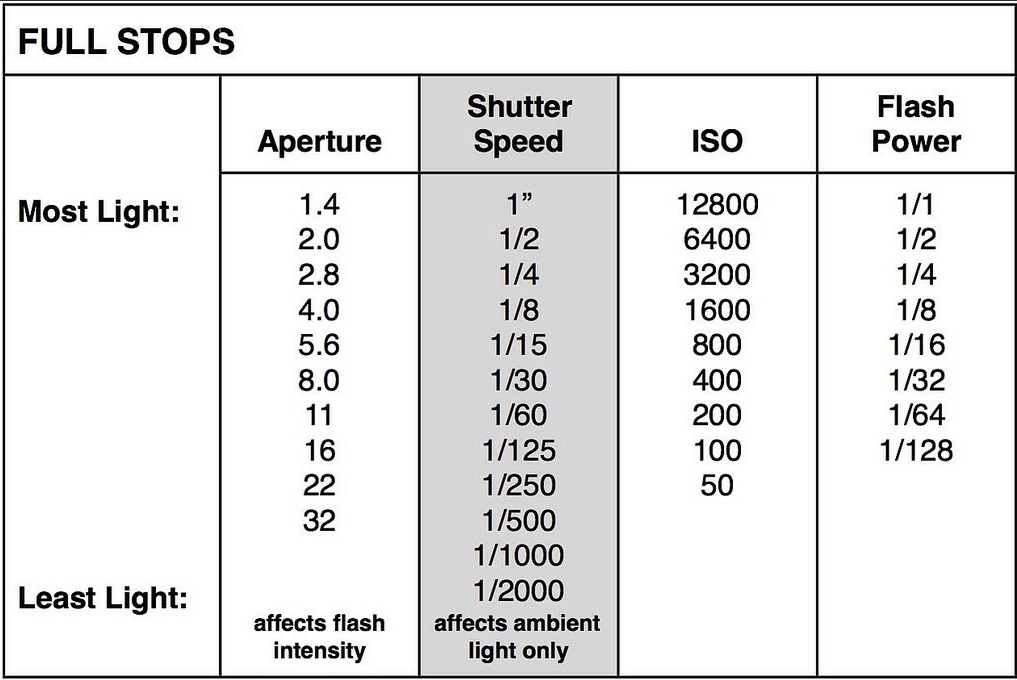 FULL STOPS
Aperture Shutter Speed ISO Flash Power
Most Light: 1.4 1” 12800 1/1
2.0 1/2 6400 1/2
2.8 1/4 3200 1/4
4.0 1/8 1600 1/8
5.6 1/15 800 1/16
8.0 1/30 400 1/32
11 1/60 200 1/64
16 1/125 100 1/128
22 1/250 50
32 1/500
1/1000
Least Light: 1/2000
affects flash intensity affects ambient light only